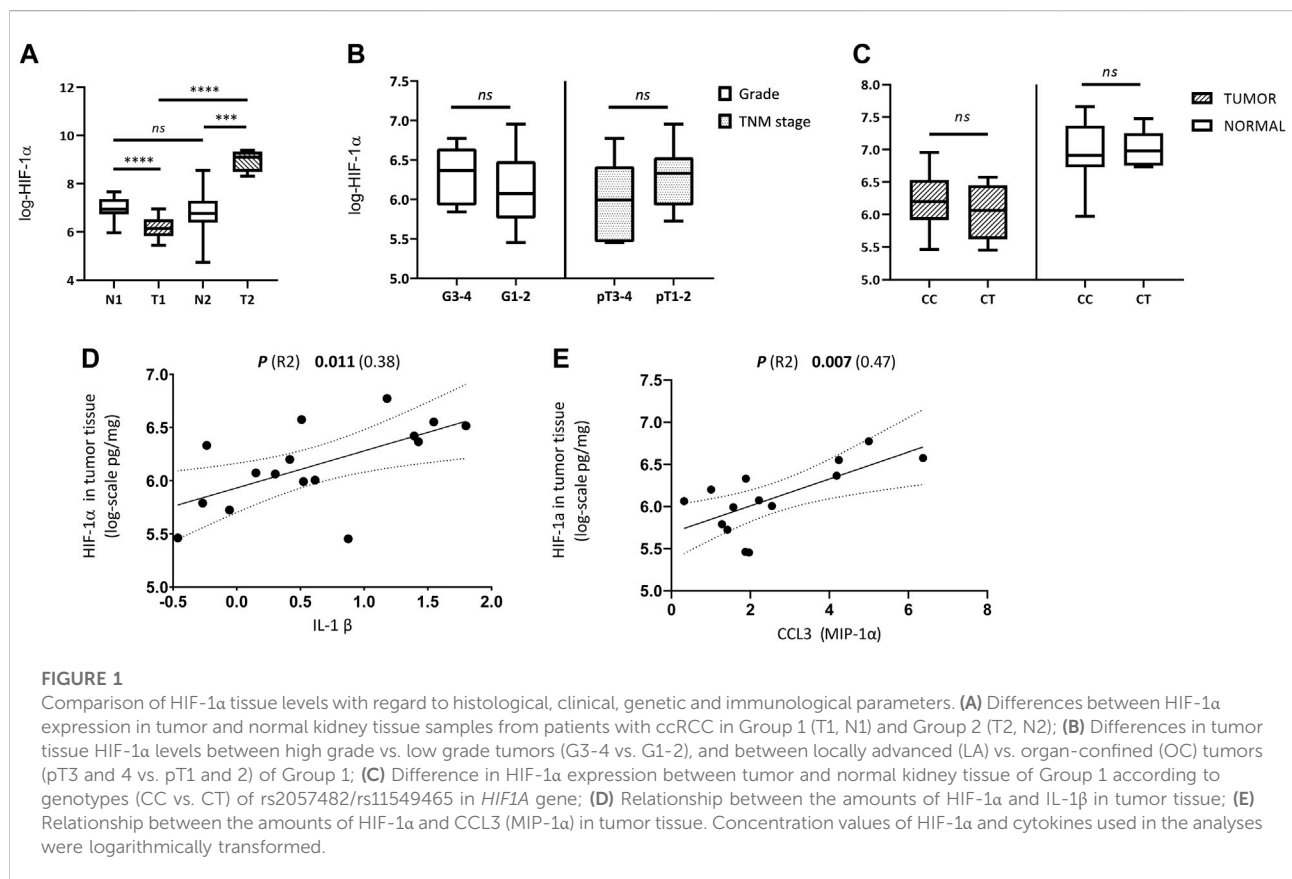 A
log-HIF-1α
12
10
8
6
4
****
****
ns
***
N1 T1 N2 T2
B
log-HIF-1α
7.5
7.0
6.5
6.0
5.5
5.0
ns
ns
G3-4 G1-2 pT3-4 pT1-2
Grade
TNM stage
C
8.0
7.5
7.0
6.5
6.0
5.5
5.0
ns
ns
CC CT CC CT
TUMOR
NORMAL
D
P (R2) 0.011 (0.38)
HIF-1α in tumor tissue
(log-scale pg/mg)
7.0
6.5
6.0
5.5
5.0
-0.5 0.0 0.5 1.0 1.5 2.0
IL-1 β
E
P (R2) 0.007 (0.47)
HIF-1a in tumor tissue
(log-scale pg/mg)
7.5
7.0
6.5
6.0
5.5
5.0
0 2 4 6 8
CCL3 (MIP-1α)
FIGURE 1
Comparison of HIF-1α tissue levels with regard to histological, clinical, genetic and immunological parameters. (A) Differences between HIF-1α
expression in tumor and normal kidney tissue samples from patients with ccRCC in Group 1 (T1, N1) and Group 2 (T2, N2); (B) Differences in tumor
tissue HIF-1α levels between high grade vs. low grade tumors (G3-4 vs. G1-2), and between locally advanced (LA) vs. organ-confined (OC) tumors
(pT3 and 4 vs. pT1 and 2) of Group 1; (C) Difference in HIF-1α expression between tumor and normal kidney tissue of Group 1 according to
genotypes (CC vs. CT) of rs2057482/rs11549465 in HIF1A gene; (D) Relationship between the amounts of HIF-1α and IL-1β in tumor tissue; (E)
Relationship between the amounts of HIF-1α and CCL3 (MIP-1α) in tumor tissue. Concentration values of HIF-1α and cytokines used in the analyses
were logarithmically transformed.